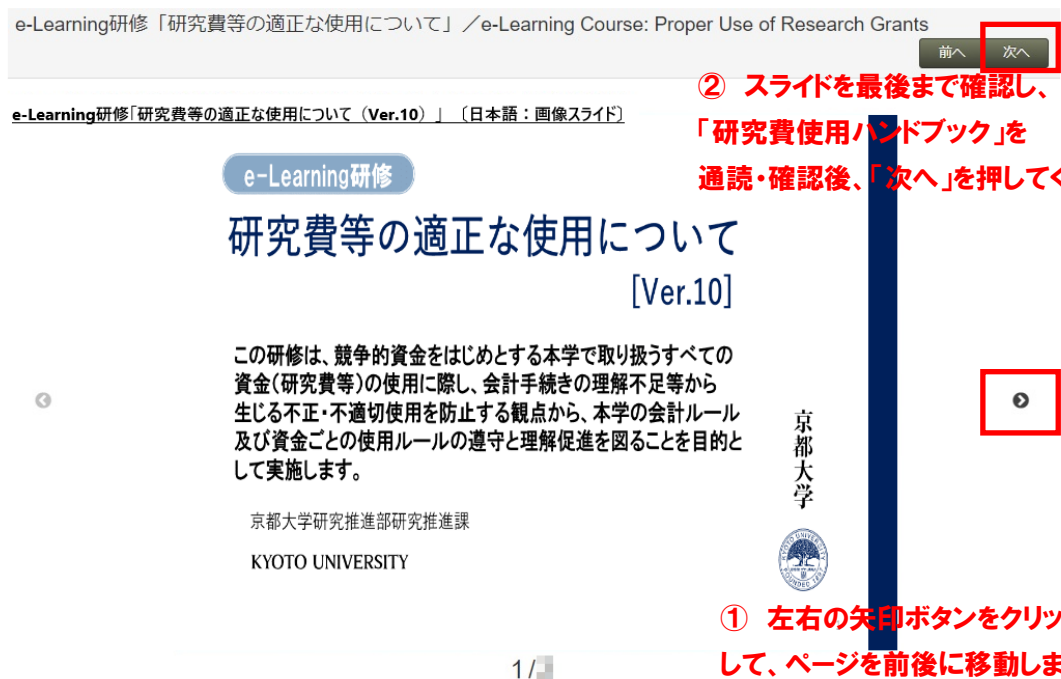 e-Learning研修「研究費等の適正な使用について」／e-Learning Course: Proper Use of Research Grants
前へ 次へ
② スライドを最後まで確認し、
「研究費使用ハンドブック」を
通読・確認後、「次へ」を押してく
e-Learning研修「研究費等の適正な使用について（Ver.10）」〔日本語：画像スライド〕
e-Learning研修
研究費等の適正な使用について
[Ver.10]
この研修は、競争的資金をはじめとする本学で取り扱うすべての
資金(研究費等)の使用に際し、会計手続きの理解不足等から
生じる不正・不適切使用を防止する観点から、本学の会計ルール
及び資金ごとの使用ルールの遵守と理解促進を図ることを目的と
して実施します。
京都大学研究推進部研究推進課
KYOTO UNIVERSITY
京都大学
① 左右の矢印ボタンをクリッ
して、ページを前後に移動しま
1 /